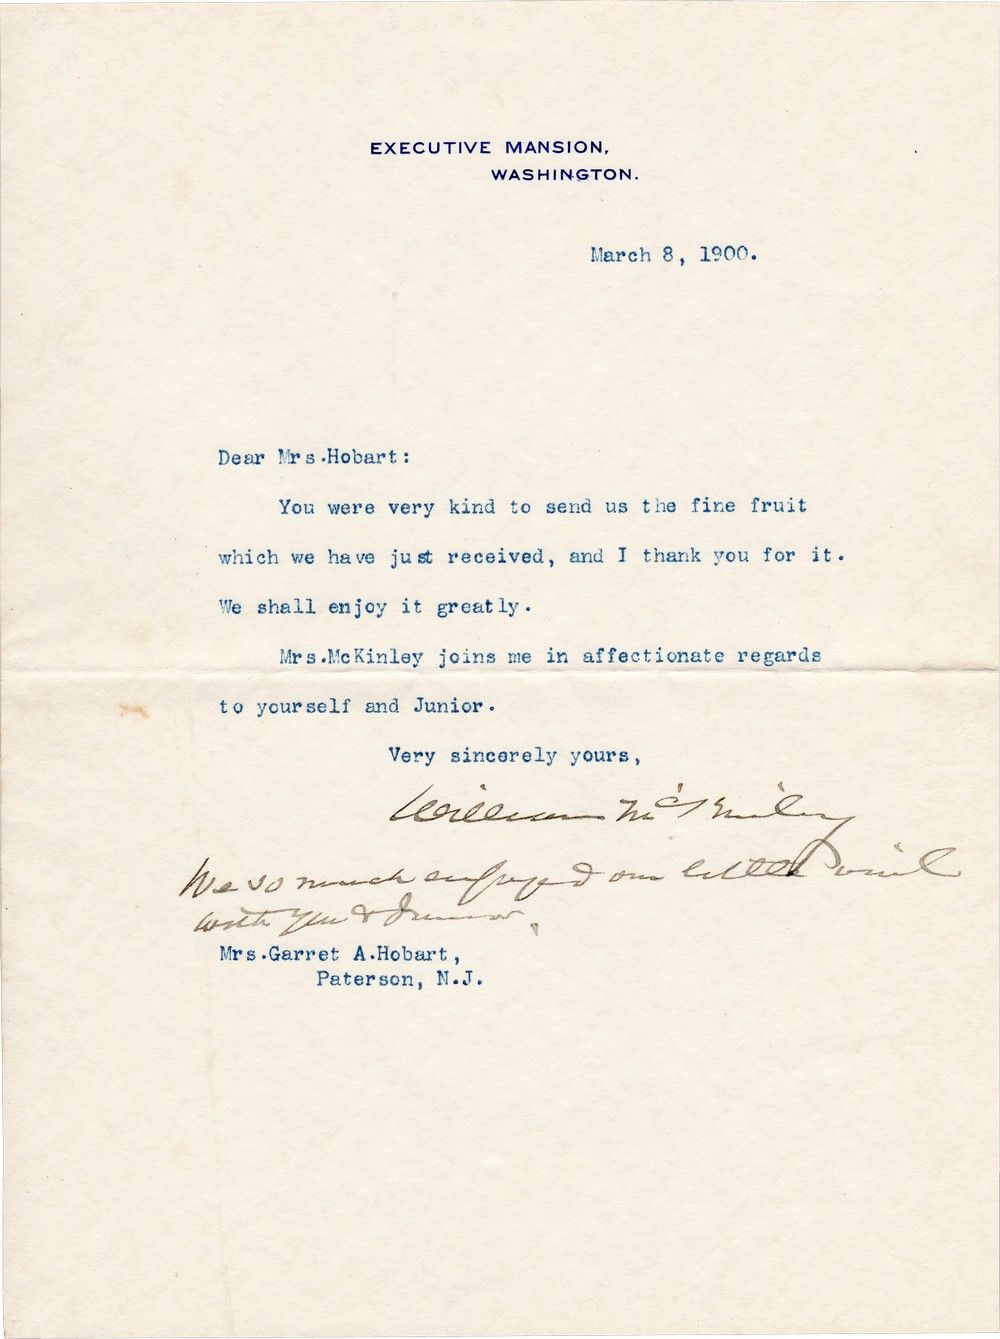 EXECUTIVE MANSION,
WASHINGTON.
March 8, 1900.
Dear Mrs.Hobart:
You were very kind to send us the fine fruit
which we have just received, and I thank you for it.
We shall enjoy it greatly.
Mrs.McKinley joins me in affectionate regards
to yourself and Junior.
Very sincerely yours,
William McKinley
We so much enjoyed our little visit
with you & Junior.
Mrs.Garret A.Hobart,
Paterson, N.J.